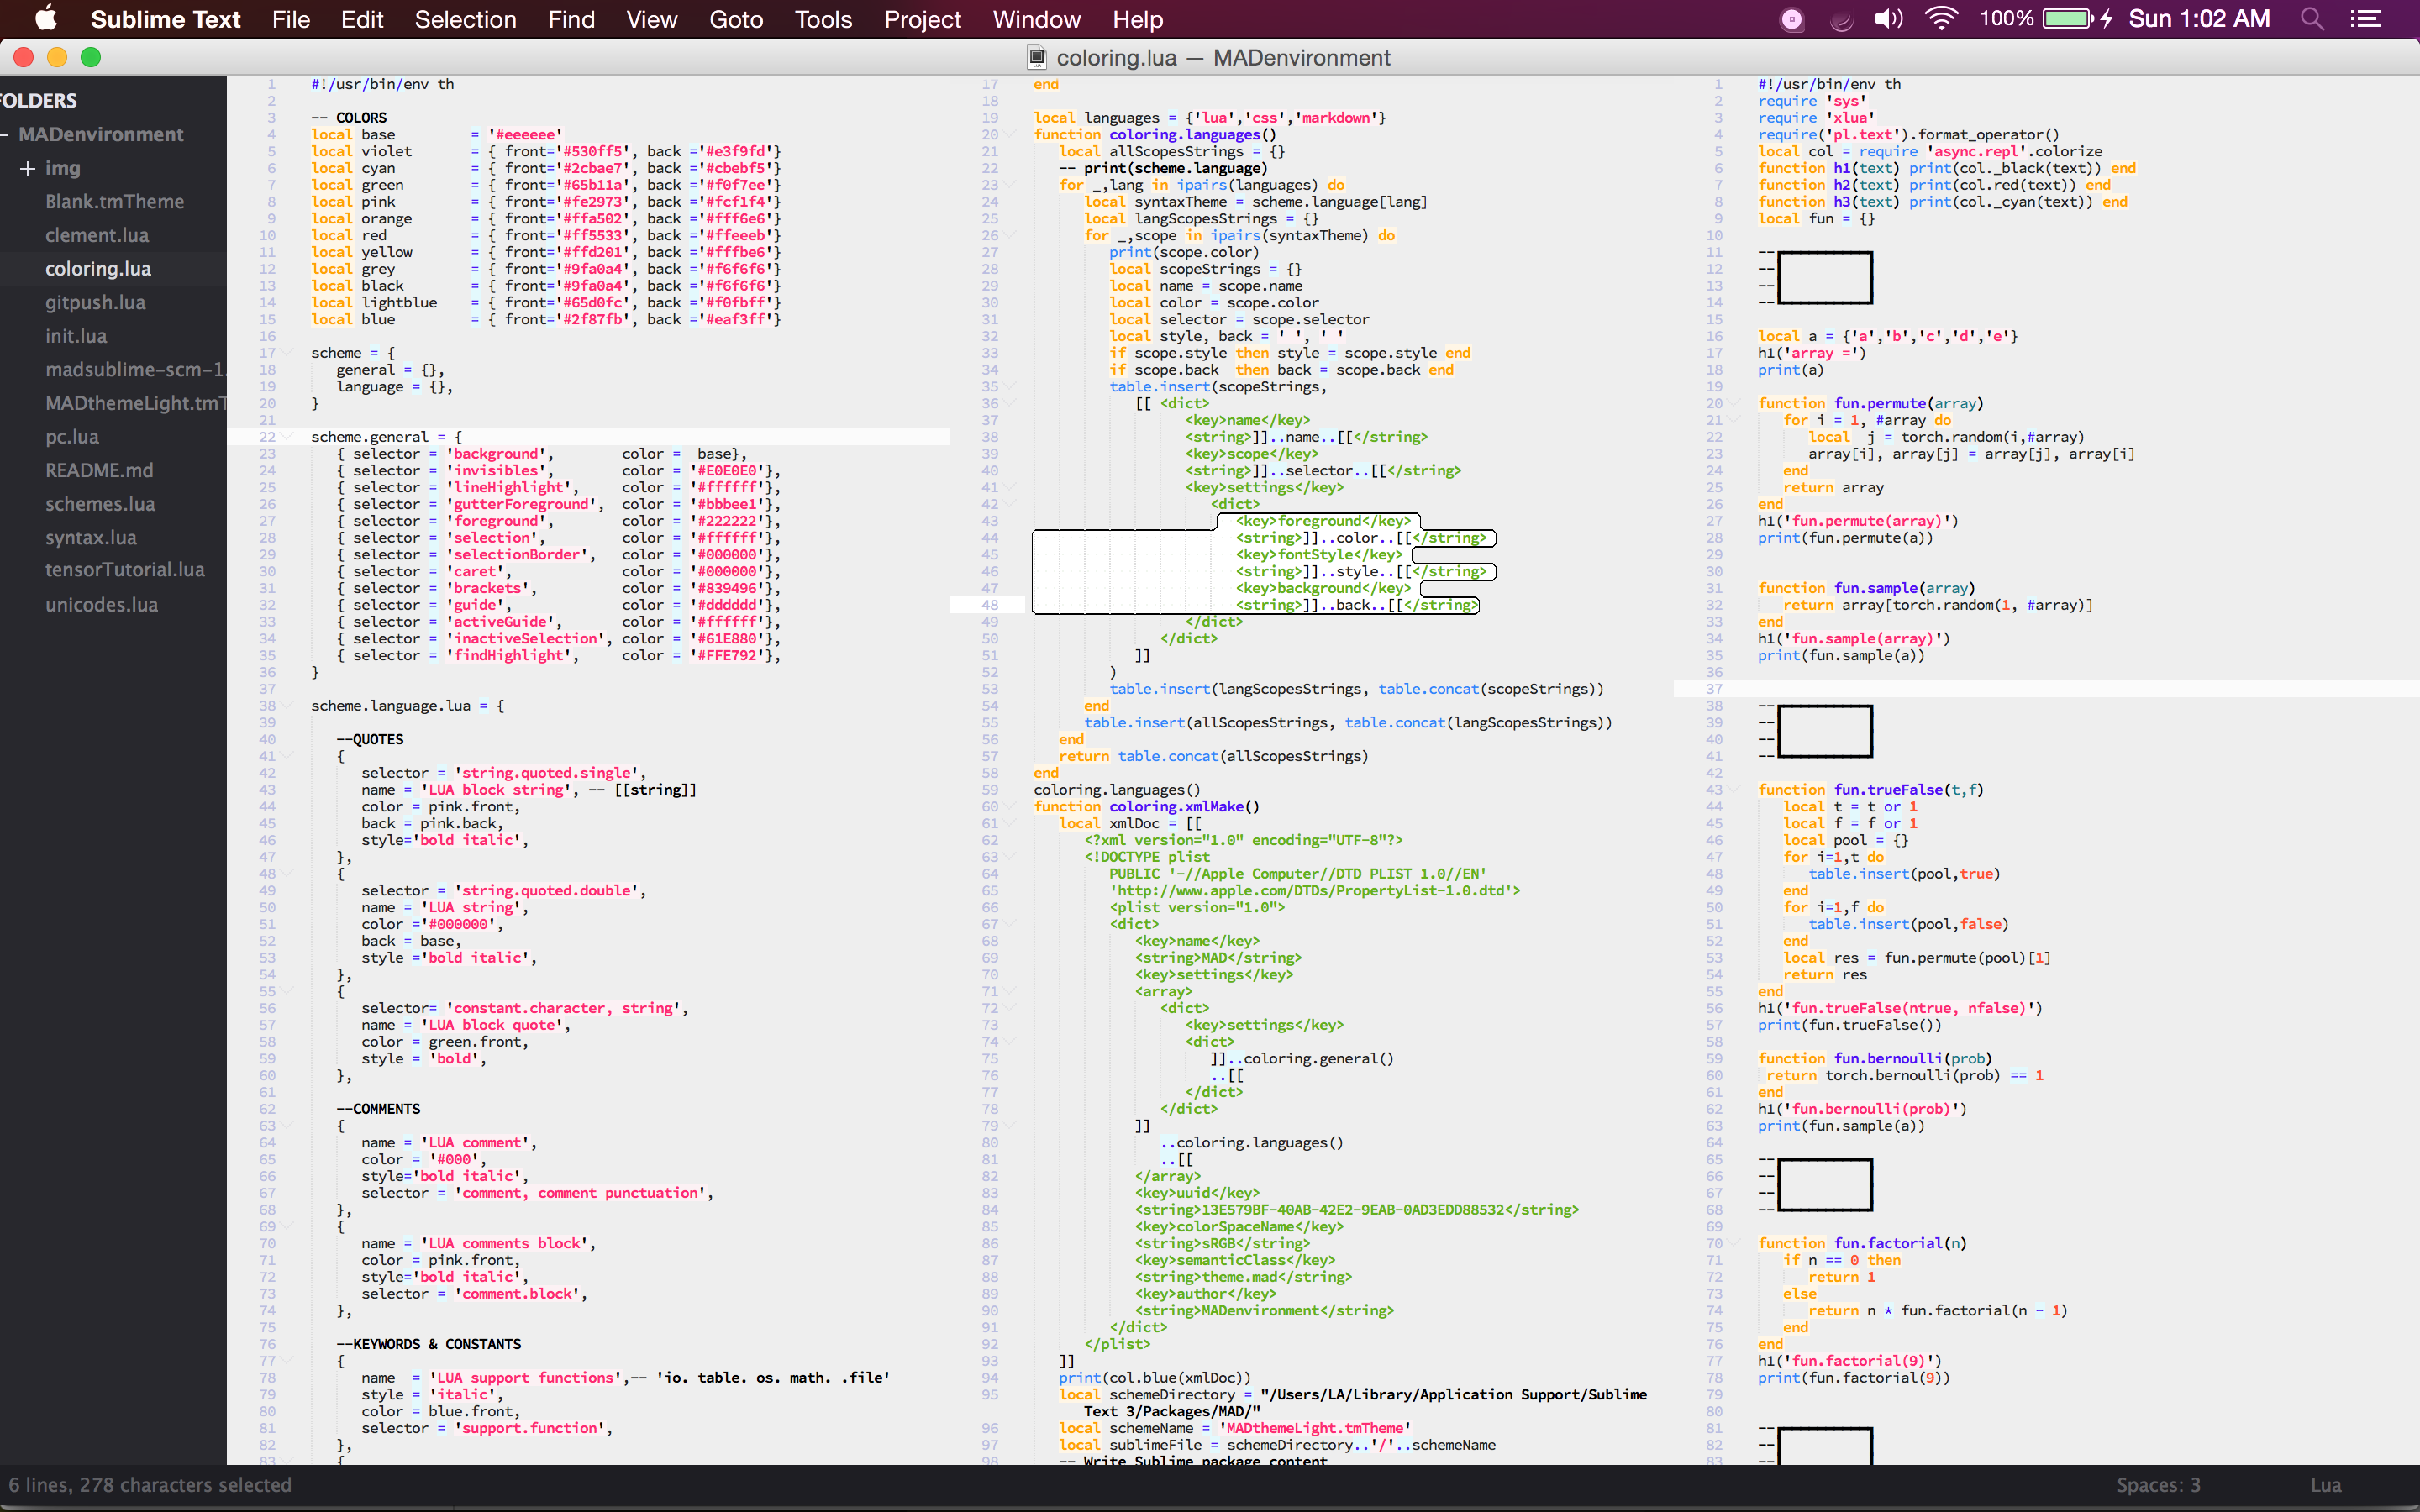 Sublime Text File Edit Selection Find View Goto Tools Project Window Help 100% Sun 1:02 AM
coloring.lua — MADenvironment
FOLDERS
MADenvironment
img
Blank.tmTheme
clement.lua
coloring.lua
gitpush.lua
init.lua
madsublime-scm-1.
MADthemeLight.tmT
pc.lua
README.md
schemes.lua
syntax.lua
tensorTutorial.lua
unicodes.lua
1 #!/usr/bin/env th
2
3 -- COLORS
4 local base = '#eeeeee'
5 local violet = { front='#530ff5', back ='#e3f9fd'}
6 local cyan = { front='#2cbae7', back ='#cbebf5'}
7 local green = { front='#65b11a', back ='#f0f7ee'}
8 local pink = { front='#fe2973', back ='#fcf1f4'}
9 local orange = { front='#ffa502', back ='#fff6e6'}
10 local red = { front='#ff5533', back ='#ffeeeb'}
11 local yellow = { front='#ffd201', back ='#fffbe6'}
12 local grey = { front='#9fa0a4', back ='#f6f6f6'}
13 local black = { front='#9fa0a4', back ='#f6f6f6'}
14 local lightblue = { front='#65d0fc', back ='#f0fbff'}
15 local blue = { front='#2f87fb', back ='#eaf3ff'}
16
17 scheme = {
18 general = {},
19 language = {},
20 }
21
22 scheme.general = {
23 { selector = 'background', color = base},
24 { selector = 'invisibles', color = '#E0E0E0'},
25 { selector = 'lineHighlight', color = '#ffffff'},
26 { selector = 'gutterForeground', color = '#bbbee1'},
27 { selector = 'foreground', color = '#222222'},
28 { selector = 'selection', color = '#ffffff'},
29 { selector = 'selectionBorder', color = '#000000'},
30 { selector = 'caret', color = '#000000'},
31 { selector = 'brackets', color = '#839496'},
32 { selector = 'guide', color = '#dddddd'},
33 { selector = 'activeGuide', color = '#ffffff'},
34 { selector = 'inactiveSelection', color = '#61E880'},
35 { selector = 'findHighlight', color = '#FFE792'},
36 }
37
38 scheme.language.lua = {
39
40 --QUOTES
41 {
42 selector = 'string.quoted.single',
43 name = 'LUA block string', -- [[string]]
44 color = pink.front,
45 back = pink.back,
46 style='bold italic',
47 },
48 {
49 selector = 'string.quoted.double',
50 name = 'LUA string',
51 color ='#000000',
52 back = base,
53 style ='bold italic',
54 },
55 {
56 selector= 'constant.character, string',
57 name = 'LUA block quote',
58 color = green.front,
59 style = 'bold',
60 },
61
62 --COMMENTS
63 {
64 name = 'LUA comment',
65 color = '#000',
66 style='bold italic',
67 selector = 'comment, comment punctuation',
68 },
69 {
70 name = 'LUA comments block',
71 color = pink.front,
72 style='bold italic',
73 selector = 'comment.block',
74 },
75
76 --KEYWORDS & CONSTANTS
77 {
78 name = 'LUA support functions',-- 'io. table. os. math. .file'
79 style = 'italic',
80 color = blue.front,
81 selector = 'support.function',
82 },
83 {
17 end
18
19 local languages = {'lua','css','markdown'}
20 function coloring.languages()
21 local allScopesStrings = {}
22 -- print(scheme.language)
23 for _,lang in ipairs(languages) do
24 local syntaxTheme = scheme.language[lang]
25 local langScopesStrings = {}
26 for _,scope in ipairs(syntaxTheme) do
27 print(scope.color)
28 local scopeStrings = {}
29 local name = scope.name
30 local color = scope.color
31 local selector = scope.selector
32 local style, back = ' ', ' '
33 if scope.style then style = scope.style end
34 if scope.back then back = scope.back end
35 table.insert(scopeStrings,
36 [[ <dict>
37 <key>name</key>
38 <string>]]..name..[[</string>
39 <key>scope</key>
40 <string>]]..selector..[[</string>
41 <key>settings</key>
42 <dict>
43 <key>foreground</key>
44 <string>]]..color..[[</string>
45 <key>fontStyle</key>
46 <string>]]..style..[[</string>
47 <key>background</key>
48 <string>]]..back..[[</string>
49 </dict>
50 </dict>
51 ]]
52 )
53 table.insert(langScopesStrings, table.concat(scopeStrings))
54 end
55 table.insert(allScopesStrings, table.concat(langScopesStrings))
56 end
57 return table.concat(allScopesStrings)
58 end
59 coloring.languages()
60 function coloring.xmlMake()
61 local xmlDoc = [[
62 <?xml version="1.0" encoding="UTF-8"?>
63 <!DOCTYPE plist
64 PUBLIC '-//Apple Computer//DTD PLIST 1.0//EN'
65 'http://www.apple.com/DTDs/PropertyList-1.0.dtd'>
66 <plist version="1.0">
67 <dict>
68 <key>name</key>
69 <string>MAD</string>
70 <key>settings</key>
71 <array>
72 <dict>
73 <key>settings</key>
74 <dict>
75 ]]..coloring.general()
76 ..[[
77 </dict>
78 </dict>
79 ]]
80 ..coloring.languages()
81 ..[[
82 </array>
83 <key>uuid</key>
84 <string>13E579BF-40AB-42E2-9EAB-0AD3EDD88532</string>
85 <key>colorSpaceName</key>
86 <string>sRGB</string>
87 <key>semanticClass</key>
88 <string>theme.mad</string>
89 <key>author</key>
90 <string>MADenvironment</string>
91 </dict>
92 </plist>
93 ]]
94 print(col.blue(xmlDoc))
95 local schemeDirectory = "/Users/LA/Library/Application Support/Sublime
Text 3/Packages/MAD/"
96 local schemeName = 'MADthemeLight.tmTheme'
97 local sublimeFile = schemeDirectory..'/'..schemeName
98 -- Write Sublime package content
1 #!/usr/bin/env th
2 require 'sys'
3 require 'xlua'
4 require('pl.text').format_operator()
5 local col = require 'async.repl'.colorize
6 function h1(text) print(col._black(text)) end
7 function h2(text) print(col.red(text)) end
8 function h3(text) print(col._cyan(text)) end
9 local fun = {}
10
11 --
12 --
13 --
14 --
15
16 local a = {'a','b','c','d','e'}
17 h1('array =')
18 print(a)
19
20 function fun.permute(array)
21 for i = 1, #array do
22 local j = torch.random(i,#array)
23 array[i], array[j] = array[j], array[i]
24 end
25 return array
26 end
27 h1('fun.permute(array)')
28 print(fun.permute(a))
29
30
31 function fun.sample(array)
32 return array[torch.random(1, #array)]
33 end
34 h1('fun.sample(array)')
35 print(fun.sample(a))
36
37
38 --
39 --
40 --
41 --
42
43 function fun.trueFalse(t,f)
44 local t = t or 1
45 local f = f or 1
46 local pool = {}
47 for i=1,t do
48 table.insert(pool,true)
49 end
50 for i=1,f do
51 table.insert(pool,false)
52 end
53 local res = fun.permute(pool)[1]
54 return res
55 end
56 h1('fun.trueFalse(ntrue, nfalse)')
57 print(fun.trueFalse())
58
59 function fun.bernoulli(prob)
60 return torch.bernoulli(prob) == 1
61 end
62 h1('fun.bernoulli(prob)')
63 print(fun.sample(a))
64
65 --
66 --
67 --
68 --
69
70 function fun.factorial(n)
71 if n == 0 then
72 return 1
73 else
74 return n * fun.factorial(n - 1)
75 end
76 end
77 h1('fun.factorial(9)')
78 print(fun.factorial(9))
79
80
81 --
82 --
83 --
6 lines, 278 characters selected Spaces: 3 Lua